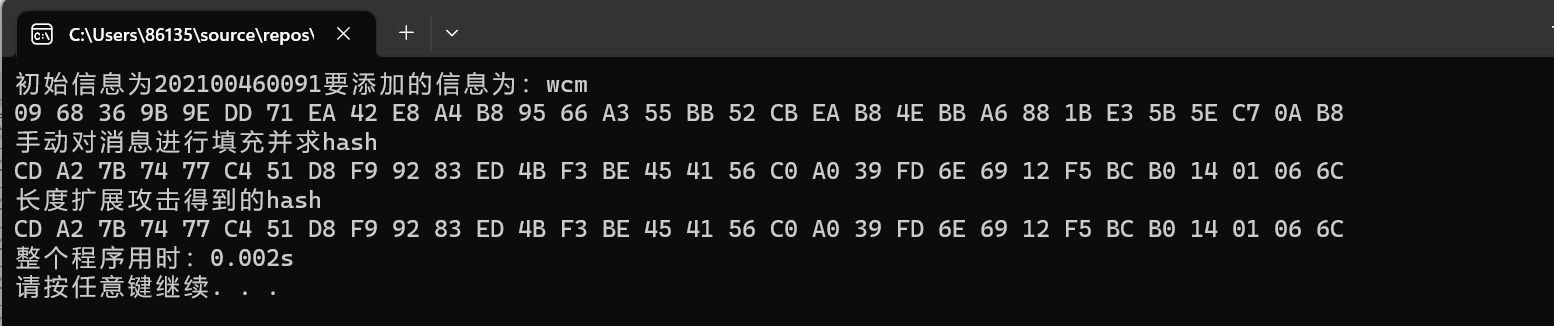 C:\Users\86135\source\repos\
初始信息为202100460091要添加的信息为：wcm
09 68 36 9B 9E DD 71 EA 42 E8 A4 B8 95 66 A3 55 BB 52 CB EA B8 4E BB A6 88 1B E3 5B 5E C7 0A B8
手动对消息进行填充并求hash
CD A2 7B 74 77 C4 51 D8 F9 92 83 ED 4B F3 BE 45 41 56 C0 A0 39 FD 6E 69 12 F5 BC B0 14 01 06 6C
长度扩展攻击得到的hash
CD A2 7B 74 77 C4 51 D8 F9 92 83 ED 4B F3 BE 45 41 56 C0 A0 39 FD 6E 69 12 F5 BC B0 14 01 06 6C
整个程序用时：0.002s
请按任意键继续. . .